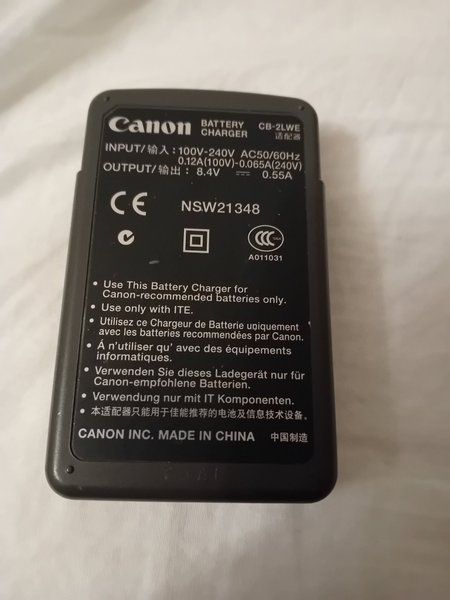 Canon BATTERY CHARGER CB-2LWE
适配器
INPUT/输入：100V-240V AC50/60Hz
0.12A(100V)-0.065A(240V)
OUTPUT/输出：8.4V ⎓ 0.55A
CE NSW21348
CCC S&E
A011031
• Use This Battery Charger for
Canon-recommended batteries only.
• Use only with ITE.
• Utilisez ce Chargeur de Batterie uniquement
avec les batteries recommandées par Canon.
• Á n'utiliser qu' avec des équipements
informatiques.
• Verwenden Sie dieses Ladegerät nur für
Canon-empfohlene Batterien.
• Verwendung nur mit IT Komponenten.
• 本适配器只能用于佳能推荐的电池及信息技术设备。
CANON INC. MADE IN CHINA 中国制造